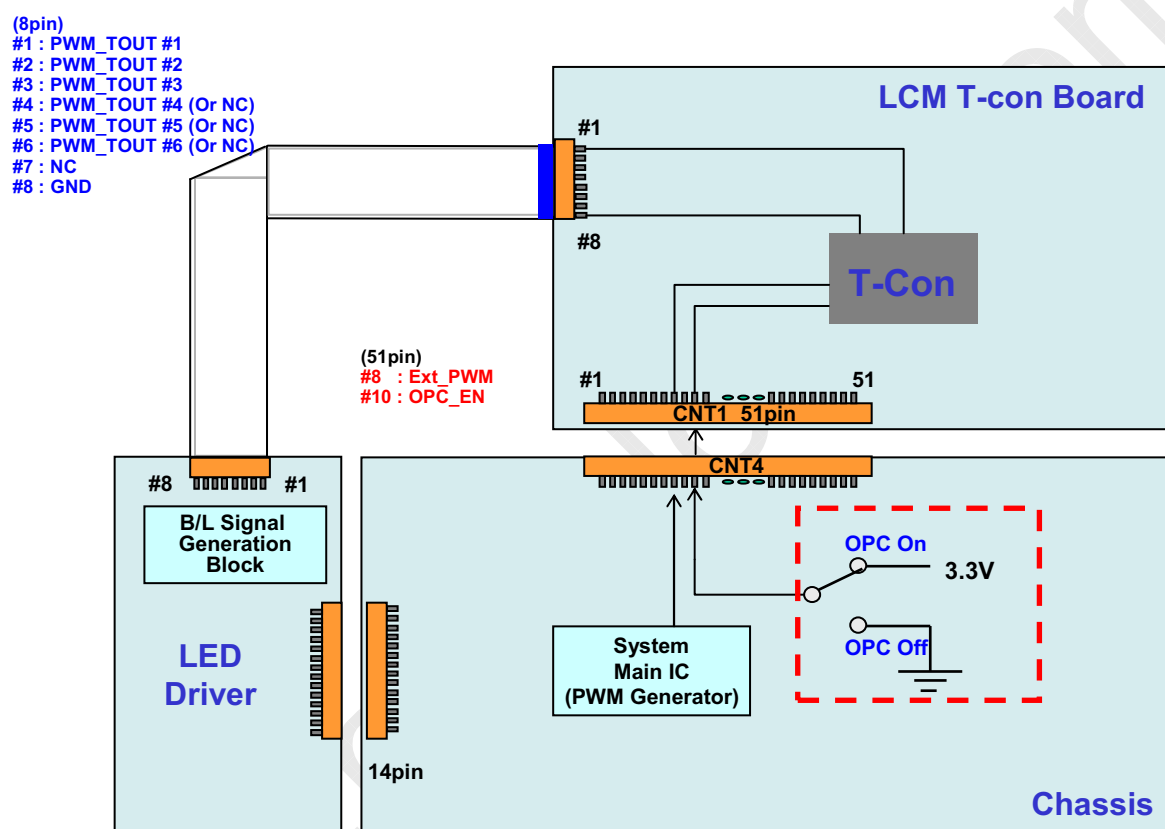 (8pin)
#1 : PWM_TOUT #1
#2 : PWM_TOUT #2
#3 : PWM_TOUT #3
#4 : PWM_TOUT #4 (Or NC)
#5 : PWM_TOUT #5 (Or NC)
#6 : PWM_TOUT #6 (Or NC)
#7 : NC
#8 : GND
LCM T-con Board
#1
#8
T-Con
(51pin)
#8 : Ext_PWM
#10 : OPC_EN
#1
51
CNT1 51pin
CNT4
#8
#1
B/L Signal
Generation
Block
LED
Driver
14pin
System
Main IC
(PWM Generator)
OPC On
3.3V
OPC Off
Chassis